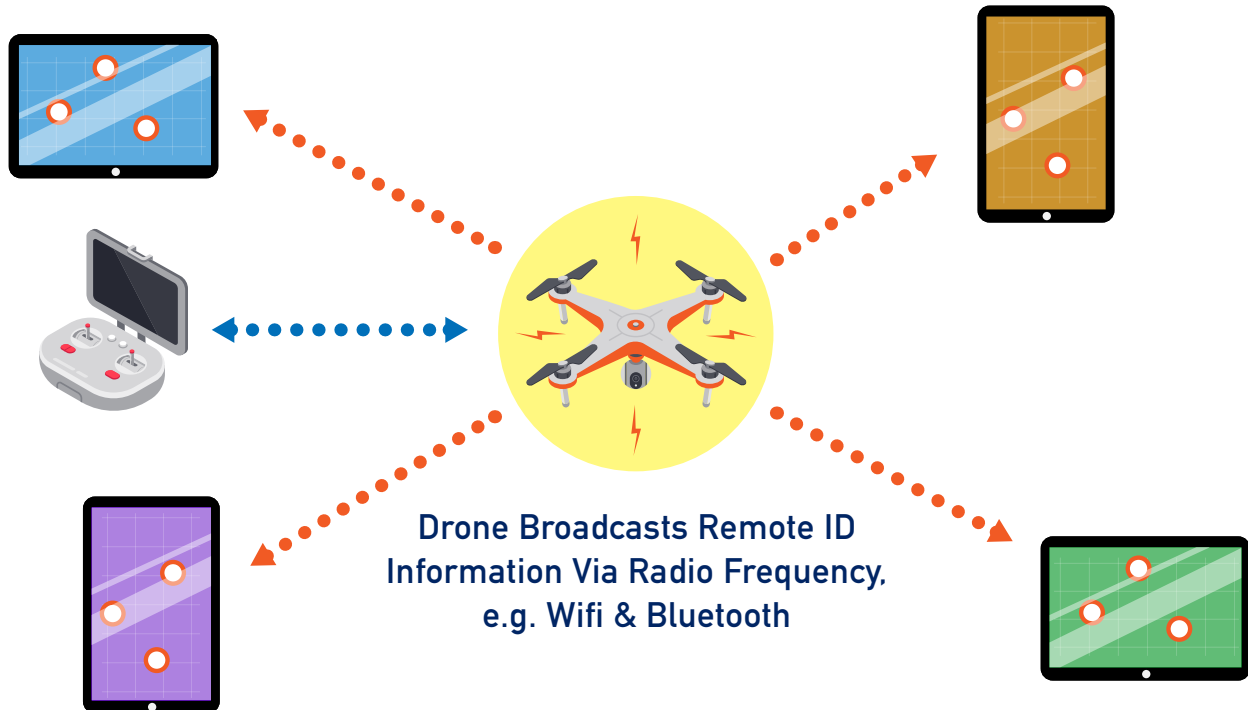 Drone Broadcasts Remote ID
Information Via Radio Frequency,
e.g. Wifi & Bluetooth